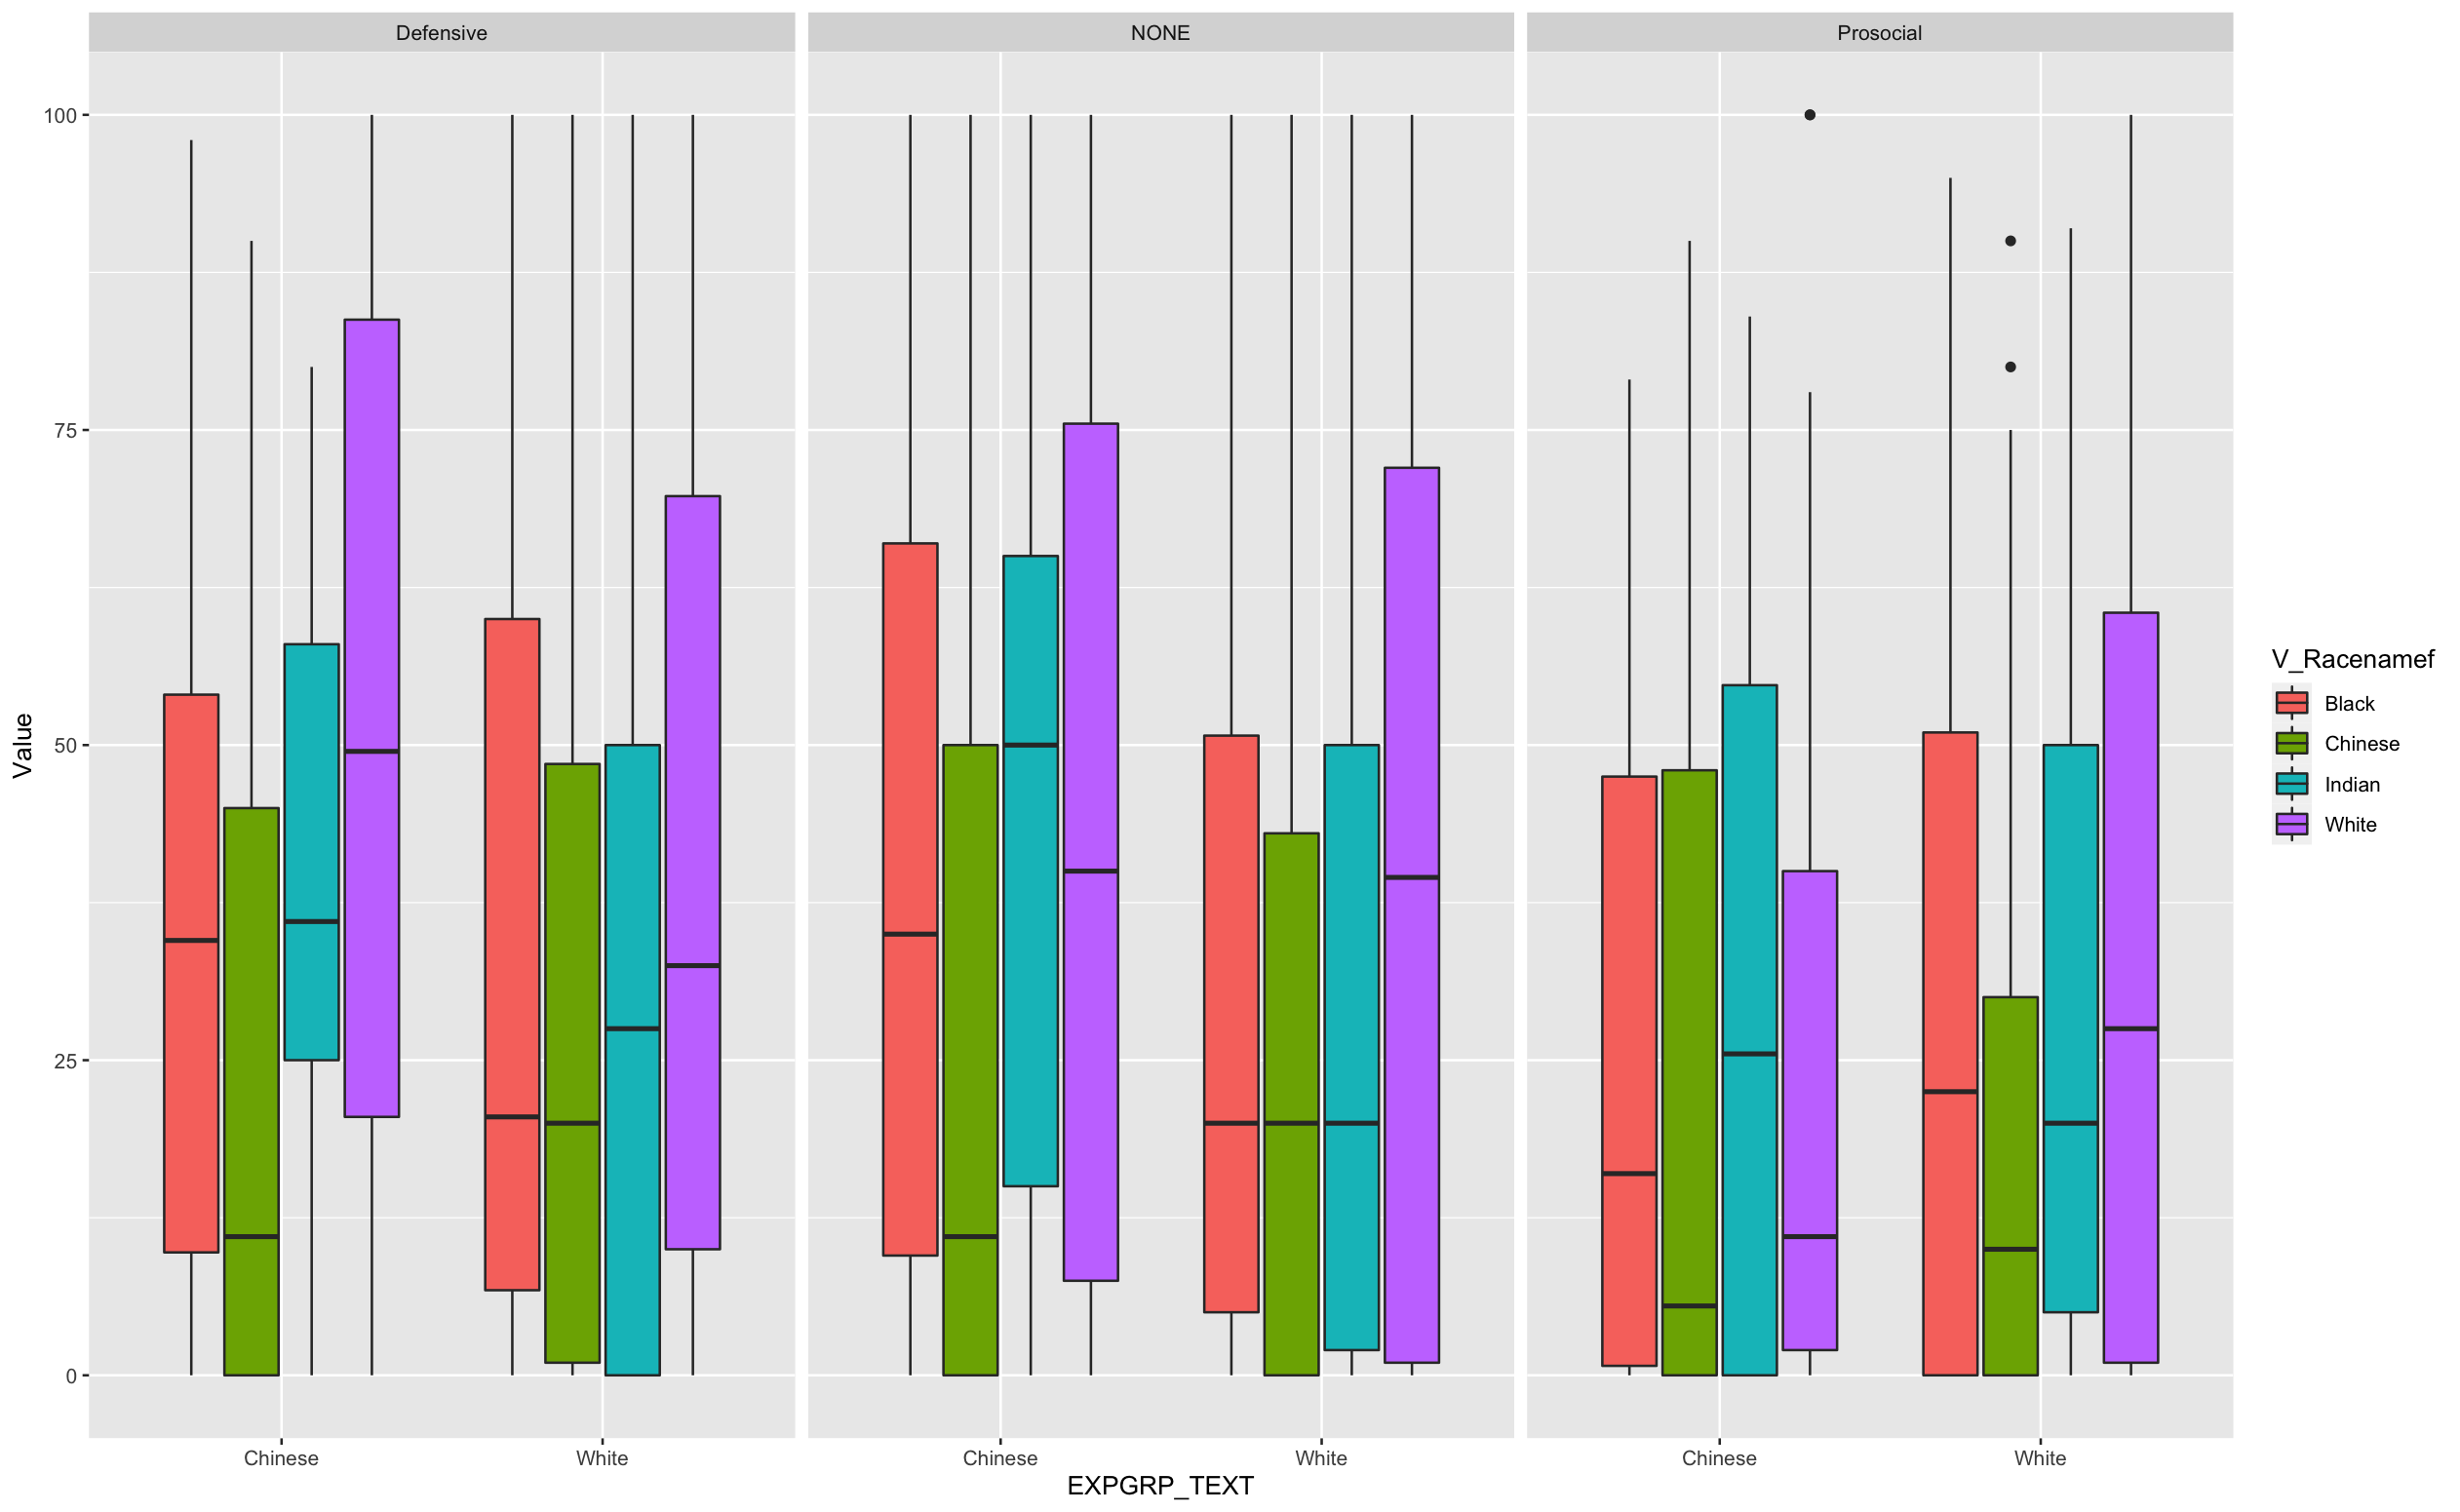 Defensive NONE Prosocial
100
75
50
25
0
Value
Chinese White Chinese White Chinese White
EXPGRP_TEXT
V_Racenamef
Black
Chinese
Indian
White